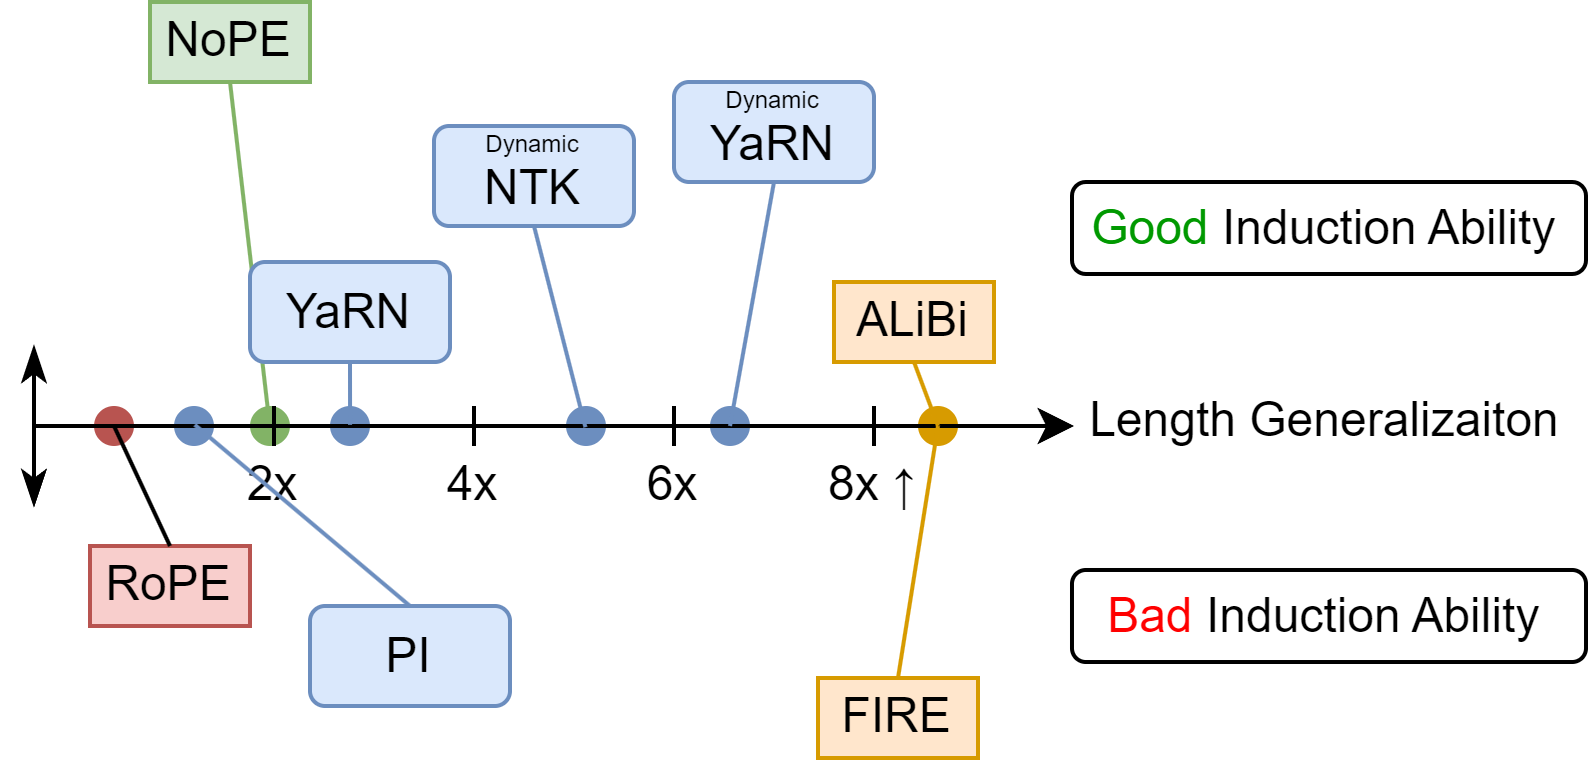 NoPE
Dynamic
YaRN
Dynamic
NTK
Good Induction Ability
YaRN
ALiBi
Length Generalizaiton
2x
4x
6x
8x ↑
RoPE
Bad Induction Ability
PI
FIRE